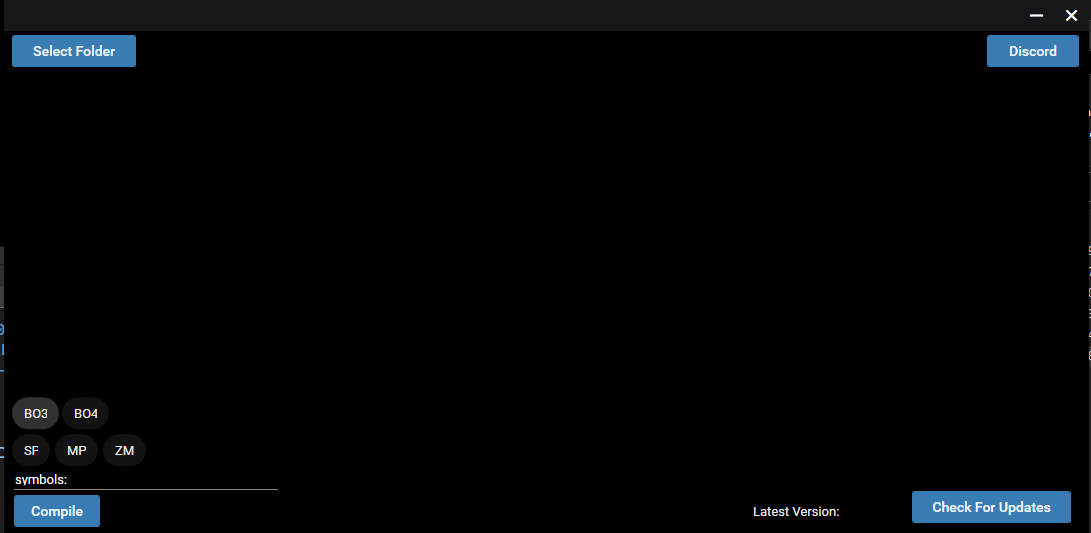 Select Folder
Discord
BO3 BO4
SF MP ZM
symbols:
Compile
Latest Version:
Check For Updates